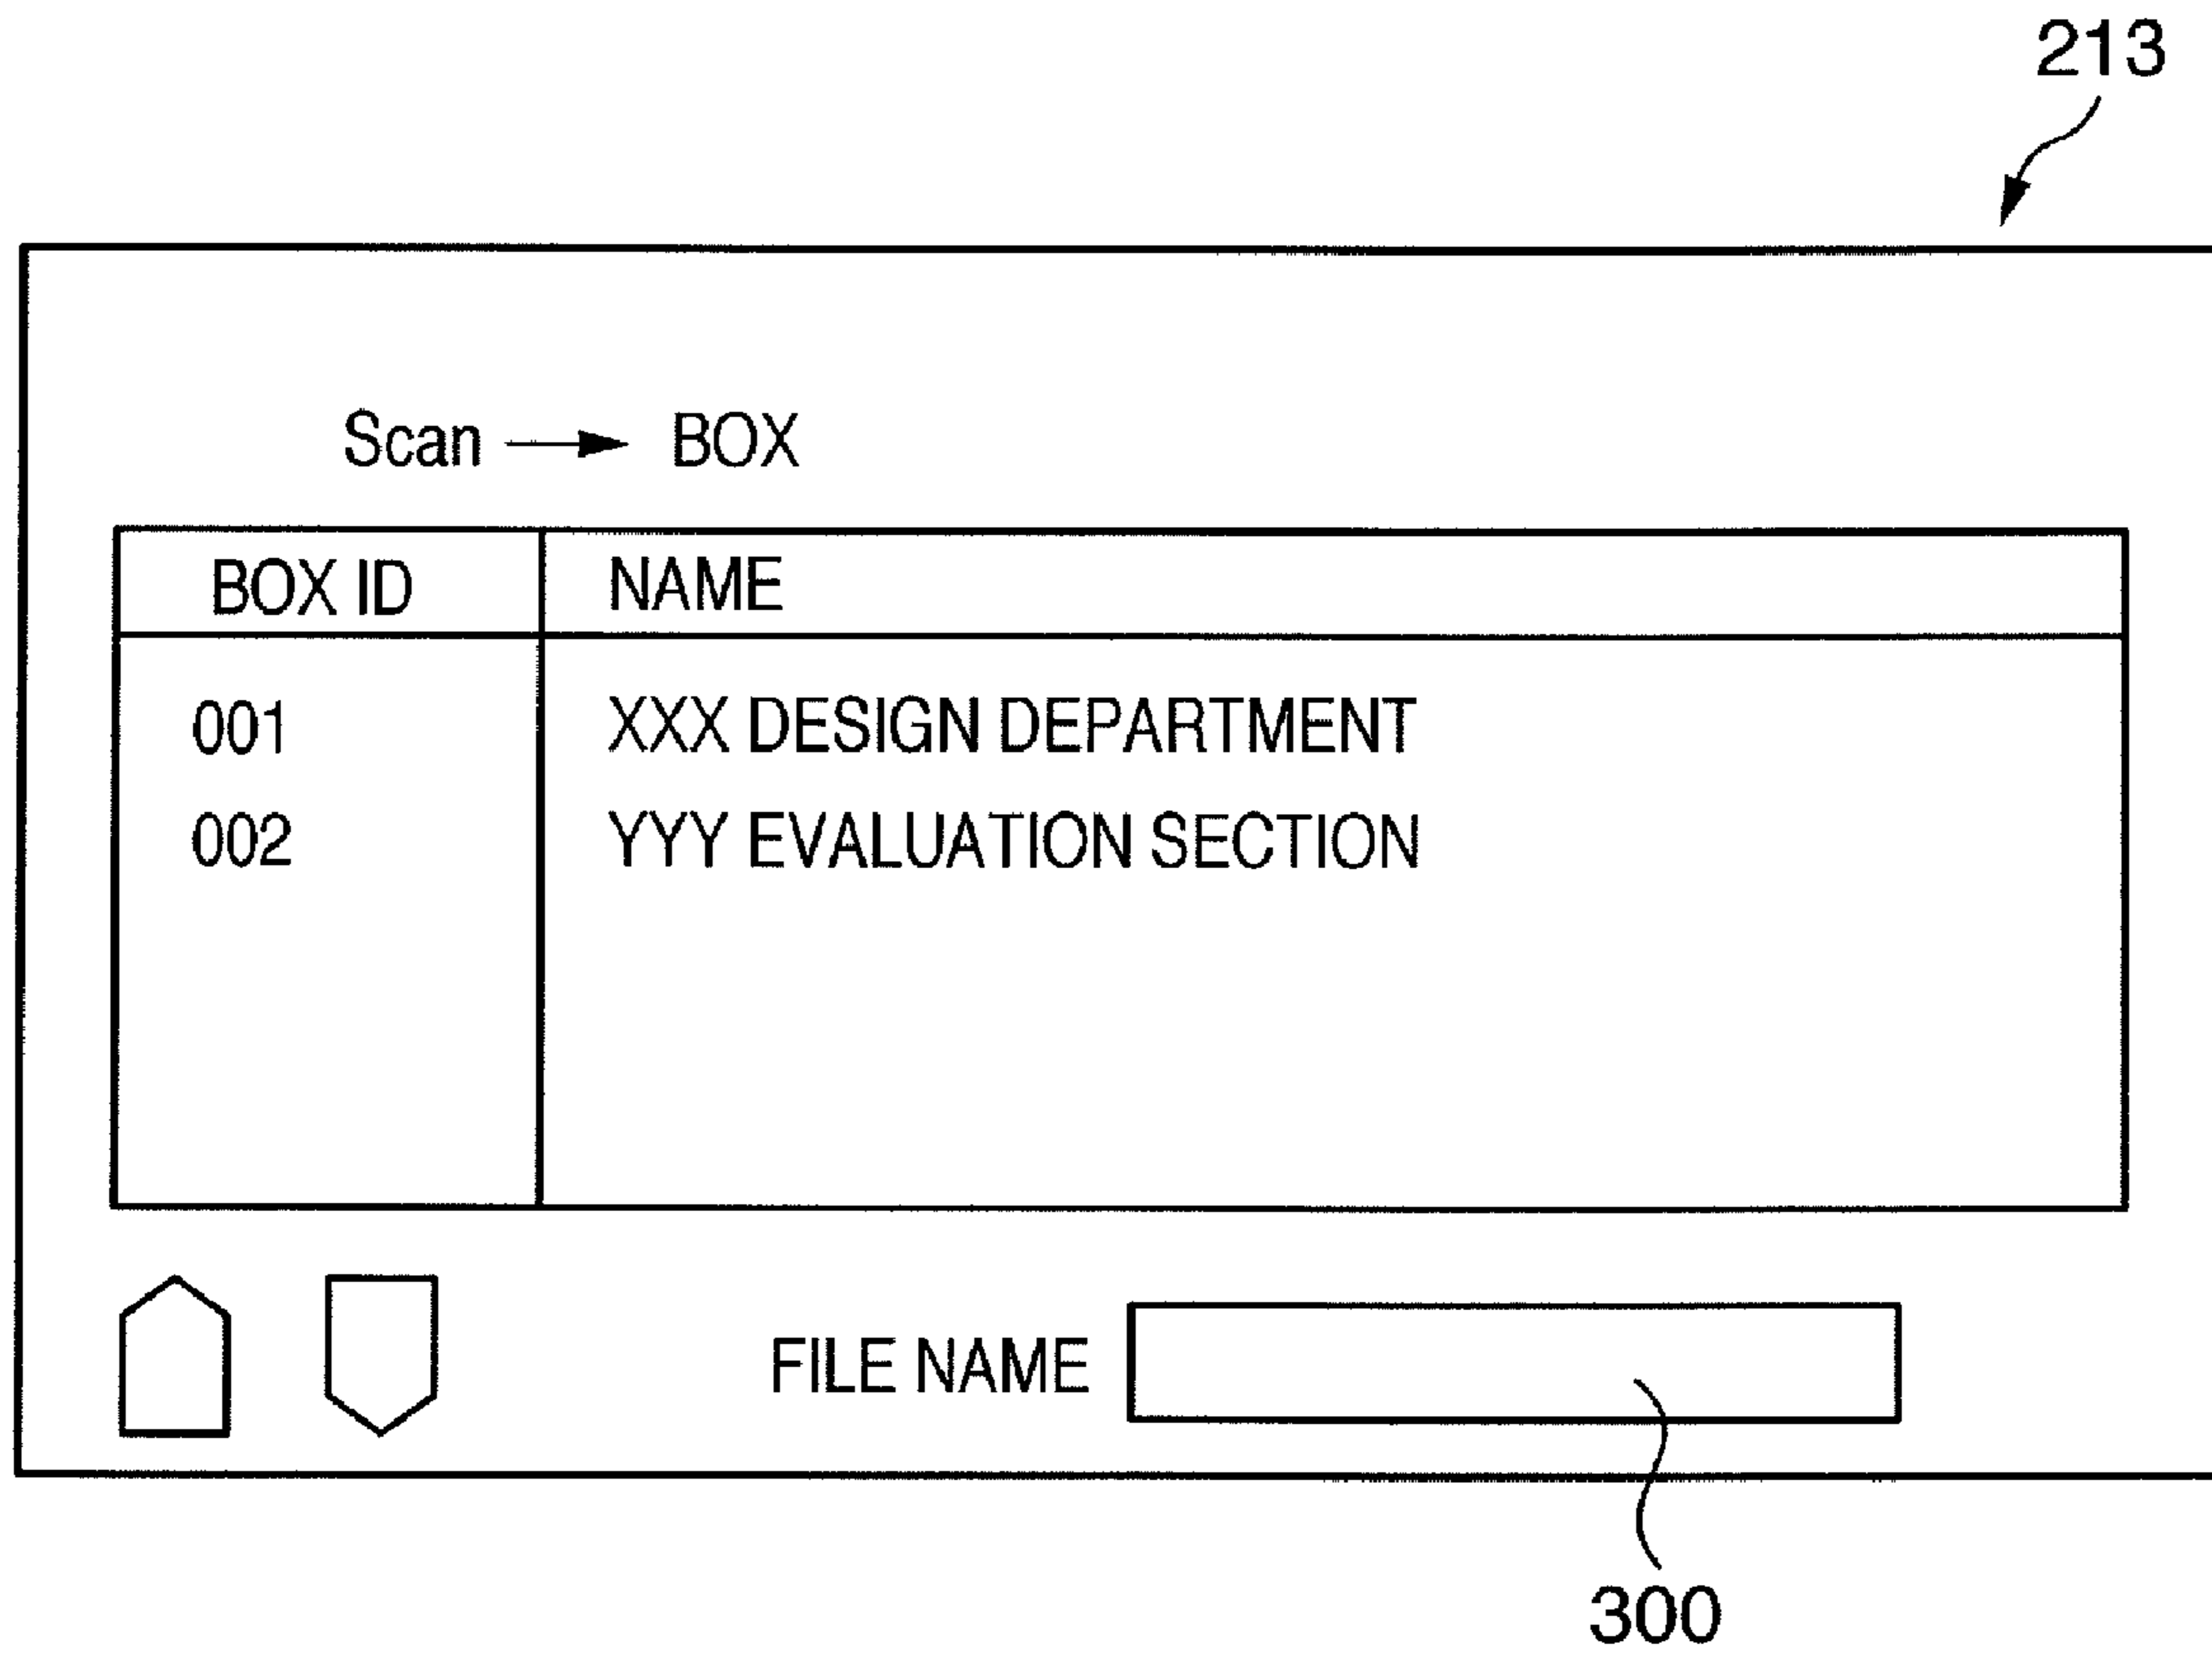 213
Scan → BOX
BOX ID NAME
001 XXX DESIGN DEPARTMENT
002 YYY EVALUATION SECTION
FILE NAME
300